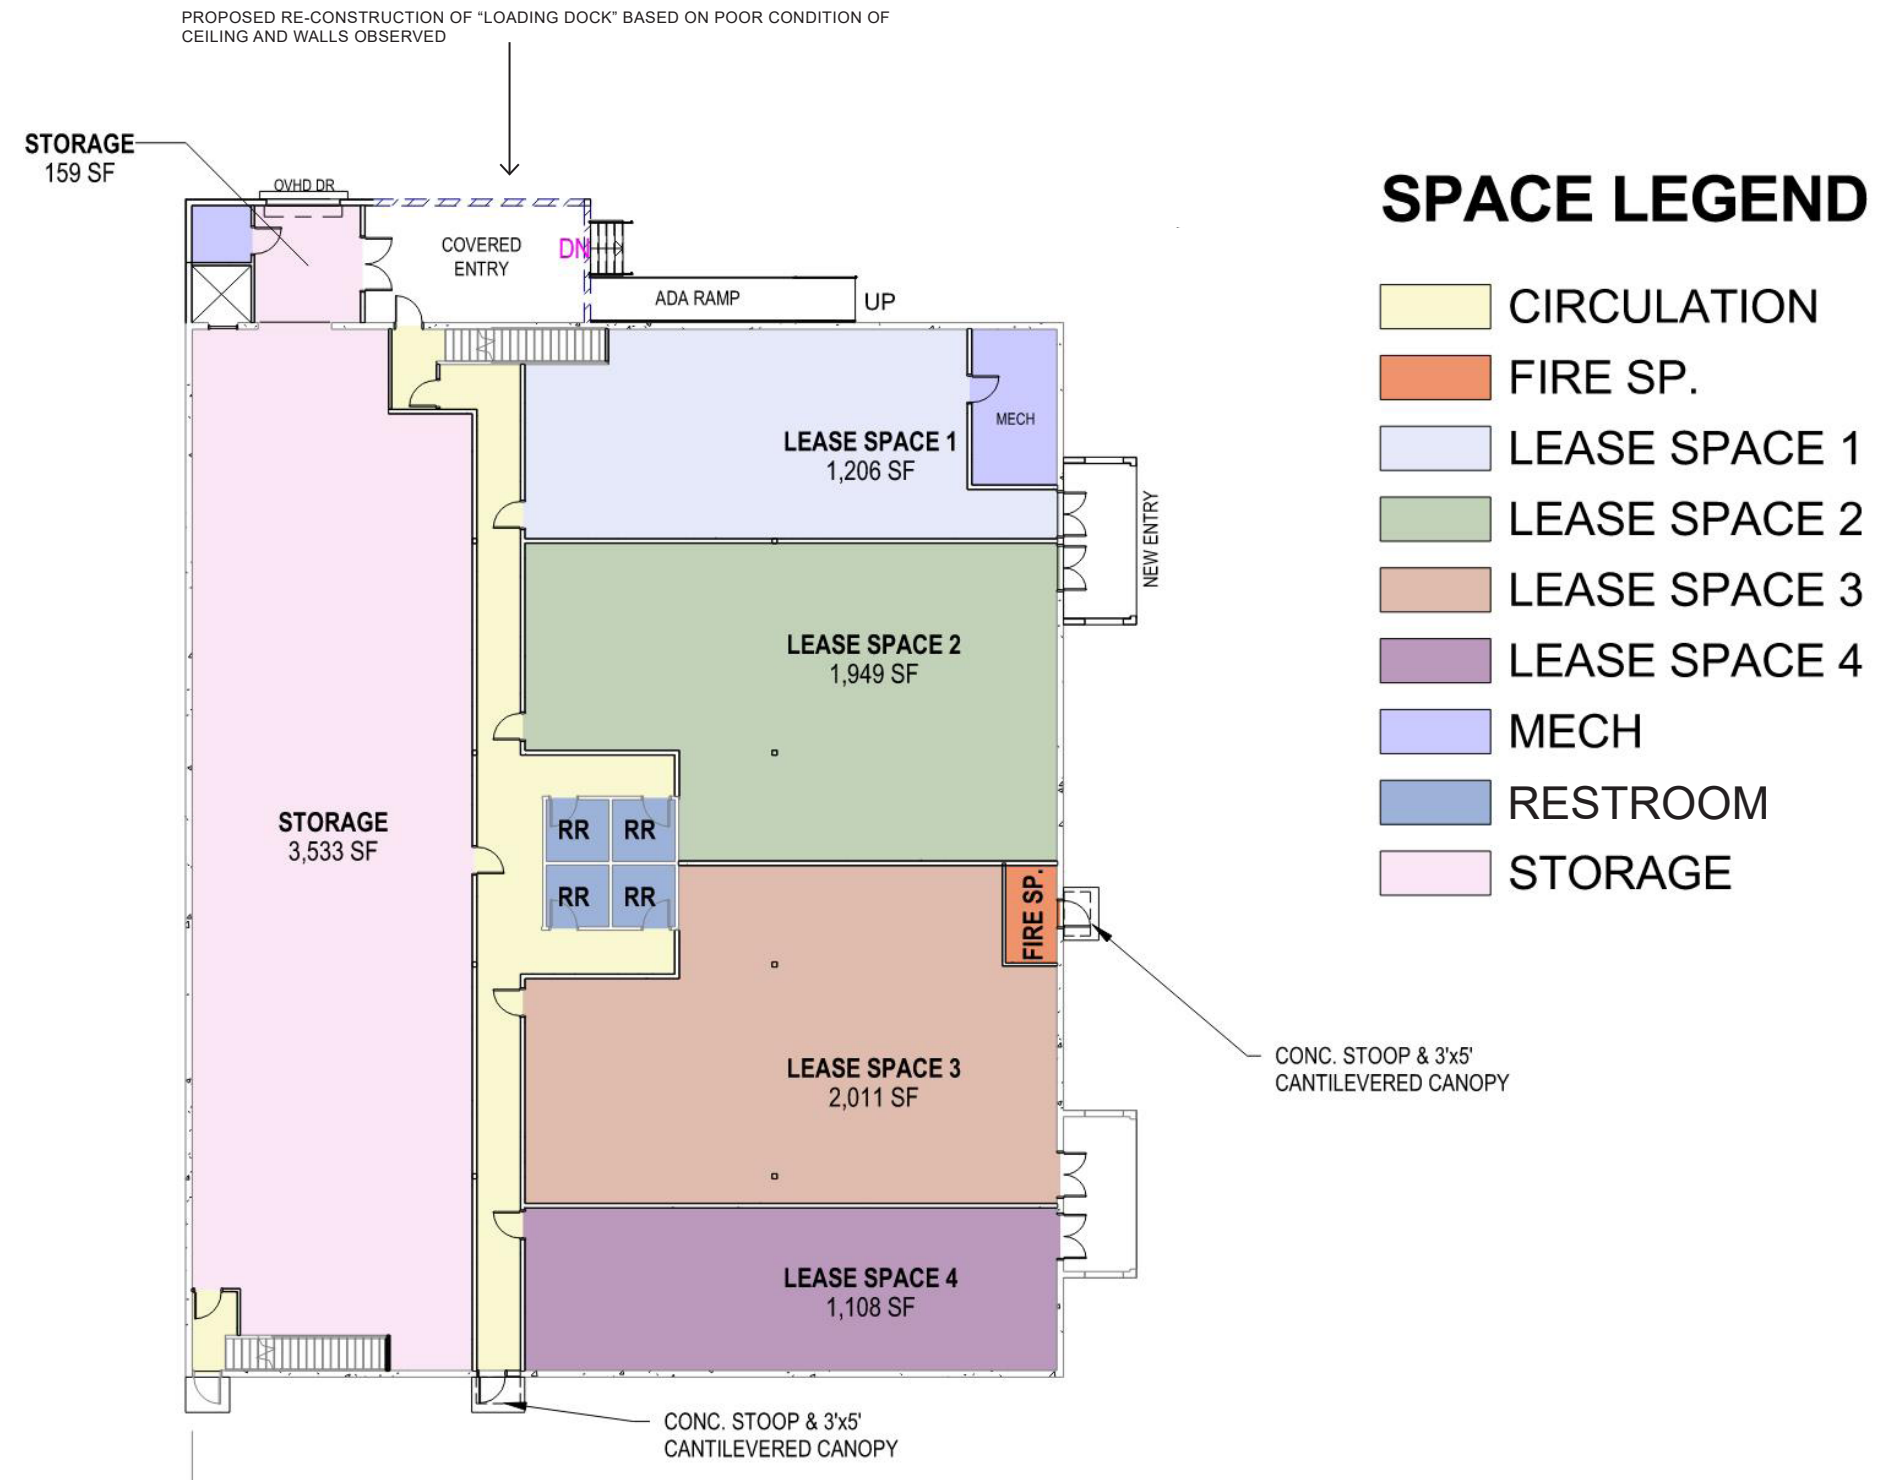 PROPOSED RE-CONSTRUCTION OF “LOADING DOCK” BASED ON POOR CONDITION OF
CEILING AND WALLS OBSERVED
STORAGE
159 SF
OVHD DR
COVERED
ENTRY
DN
ADA RAMP
UP
MECH
LEASE SPACE 1
1,206 SF
NEW ENTRY
LEASE SPACE 2
1,949 SF
STORAGE
3,533 SF
RR
RR
RR
RR
FIRE SP.
LEASE SPACE 3
2,011 SF
CONC. STOOP & 3'x5'
CANTILEVERED CANOPY
LEASE SPACE 4
1,108 SF
CONC. STOOP & 3'x5'
CANTILEVERED CANOPY
SPACE LEGEND
CIRCULATION
FIRE SP.
LEASE SPACE 1
LEASE SPACE 2
LEASE SPACE 3
LEASE SPACE 4
MECH
RESTROOM
STORAGE